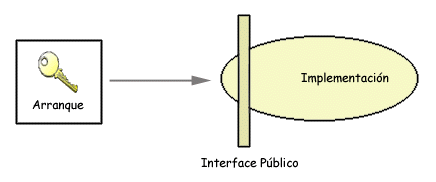 Arranque
Implementación
Interface Público